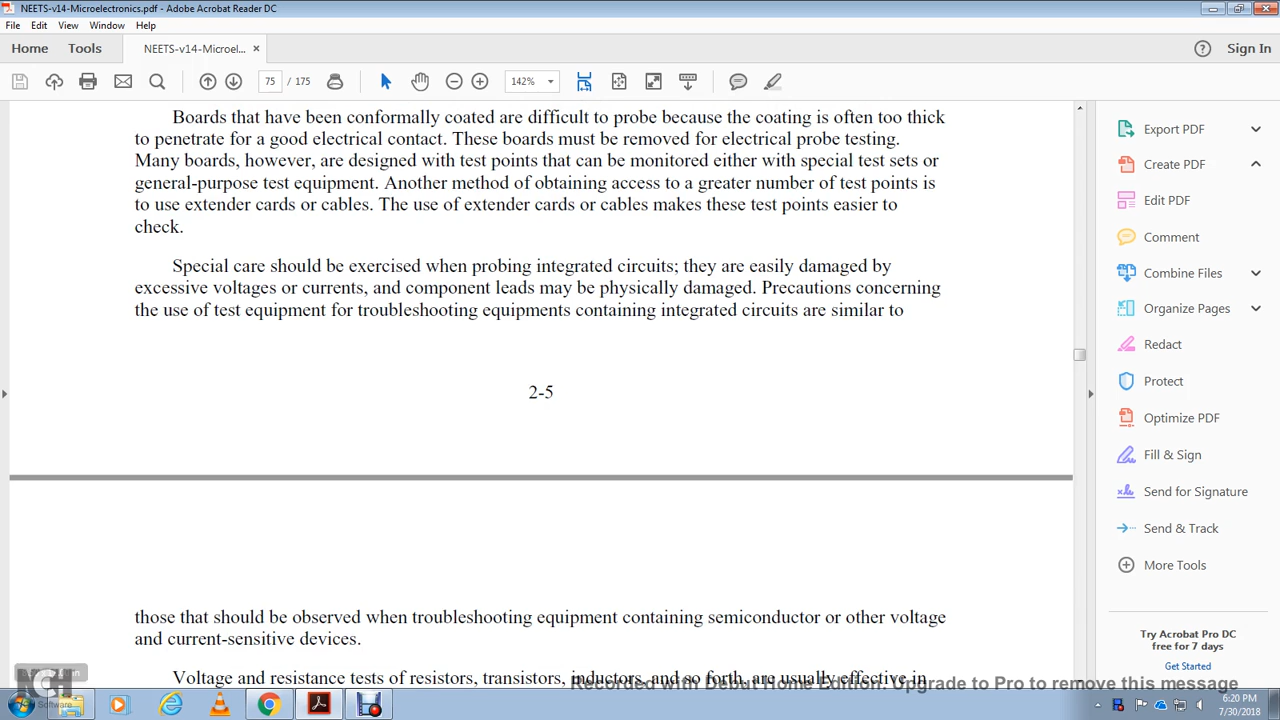 NEETS-v14-Microelectronics.pdf - Adobe Acrobat Reader DC
File Edit View Window Help
Home Tools NEETS-v14-Microel... × Sign In
75 / 175 142%
Boards that have been conformally coated are difficult to probe because the coating is often too thick
to penetrate for a good electrical contact. These boards must be removed for electrical probe testing.
Many boards, however, are designed with test points that can be monitored either with special test sets or
general-purpose test equipment. Another method of obtaining access to a greater number of test points is
to use extender cards or cables. The use of extender cards or cables makes these test points easier to
check.
Special care should be exercised when probing integrated circuits; they are easily damaged by
excessive voltages or currents, and component leads may be physically damaged. Precautions concerning
the use of test equipment for troubleshooting equipments containing integrated circuits are similar to
2-5
those that should be observed when troubleshooting equipment containing semiconductor or other voltage
and current-sensitive devices.
Voltage and resistance tests of resistors, transistors, inductors, and so forth, are usually effective in
Export PDF
Create PDF
Edit PDF
Comment
Combine Files
Organize Pages
Redact
Protect
Optimize PDF
Fill & Sign
Send for Signature
Send & Track
More Tools
Try Acrobat Pro DC
free for 7 days
Get Started
Recorded with Debut Home Edition. Upgrade to Pro to remove this message
NCH
Software
6:20 PM
7/30/2018